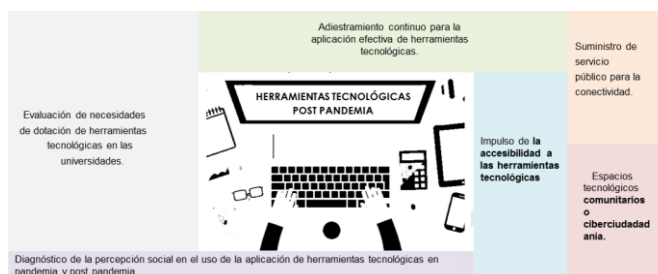 Adiestramiento continuo para la
aplicación efectiva de herramientas
tecnológicas.
Suministro de
servicio
público para la
conectividad.
Evaluación de necesidades
de dotación de herramientas
tecnológicas en las
universidades.
HERRAMIENTAS TECNOLÓGICAS
POST PANDEMIA
Impulso de la
accesibilidad a
las herramientas
tecnológicas
Espacios
tecnológicos
comunitarios
o
ciberciudadad
anía.
Diagnóstico de la percepción social en el uso de la aplicación de herramientas tecnológicas en
pandemia y post pandemia